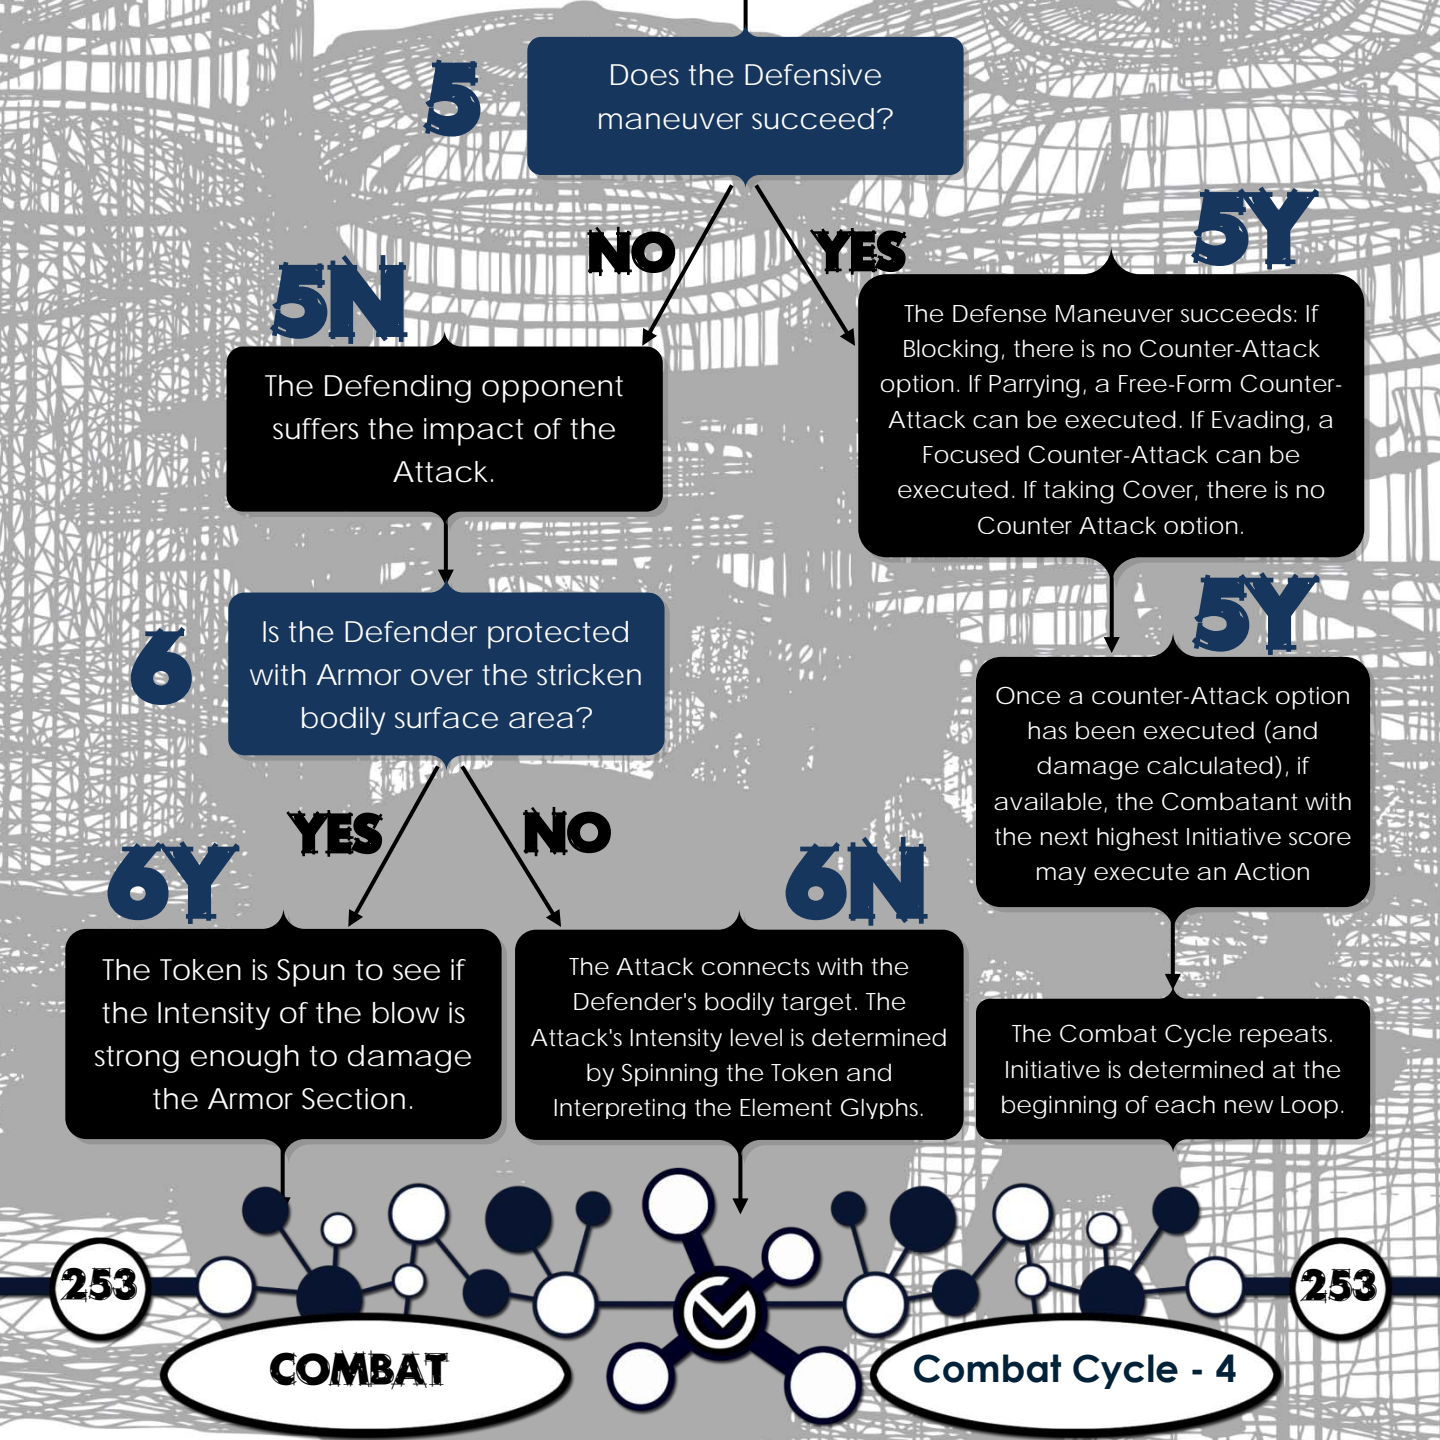 5
Does the Defensive
maneuver succeed?
NO
YES
5Y
5N
The Defense Maneuver succeeds: If
Blocking, there is no Counter-Attack
option. If Parrying, a Free-Form Counter-
Attack can be executed. If Evading, a
Focused Counter-Attack can be
executed. If taking Cover, there is no
Counter Attack option.
The Defending opponent
suffers the impact of the
Attack.
6
Is the Defender protected
with Armor over the stricken
bodily surface area?
5Y
Once a counter-Attack option
has been executed (and
damage calculated), if
available, the Combatant with
the next highest Initiative score
may execute an Action
YES
NO
6Y
6N
The Token is Spun to see if
the Intensity of the blow is
strong enough to damage
the Armor Section.
The Attack connects with the
Defender's bodily target. The
Attack's Intensity level is determined
by Spinning the Token and
Interpreting the Element Glyphs.
The Combat Cycle repeats.
Initiative is determined at the
beginning of each new Loop.
253
253
COMBAT
Combat Cycle - 4